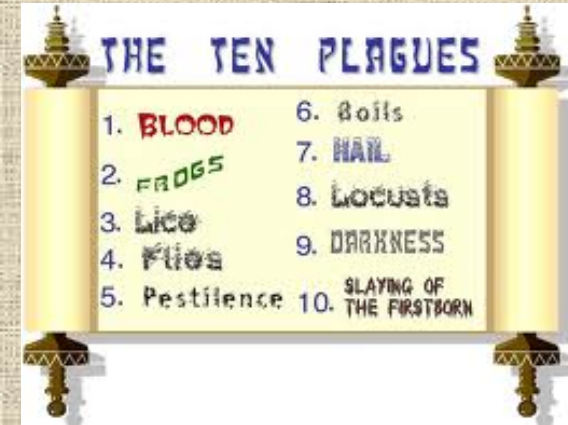 THE TEN PLAGUES
1. BLOOD
2. FROGS
3. Lice
4. Flies
5. Pestilence
6. Boils
7. HAIL
8. Locusts
9. DARKNESS
10. SLAYING OF
THE FIRSTBORN